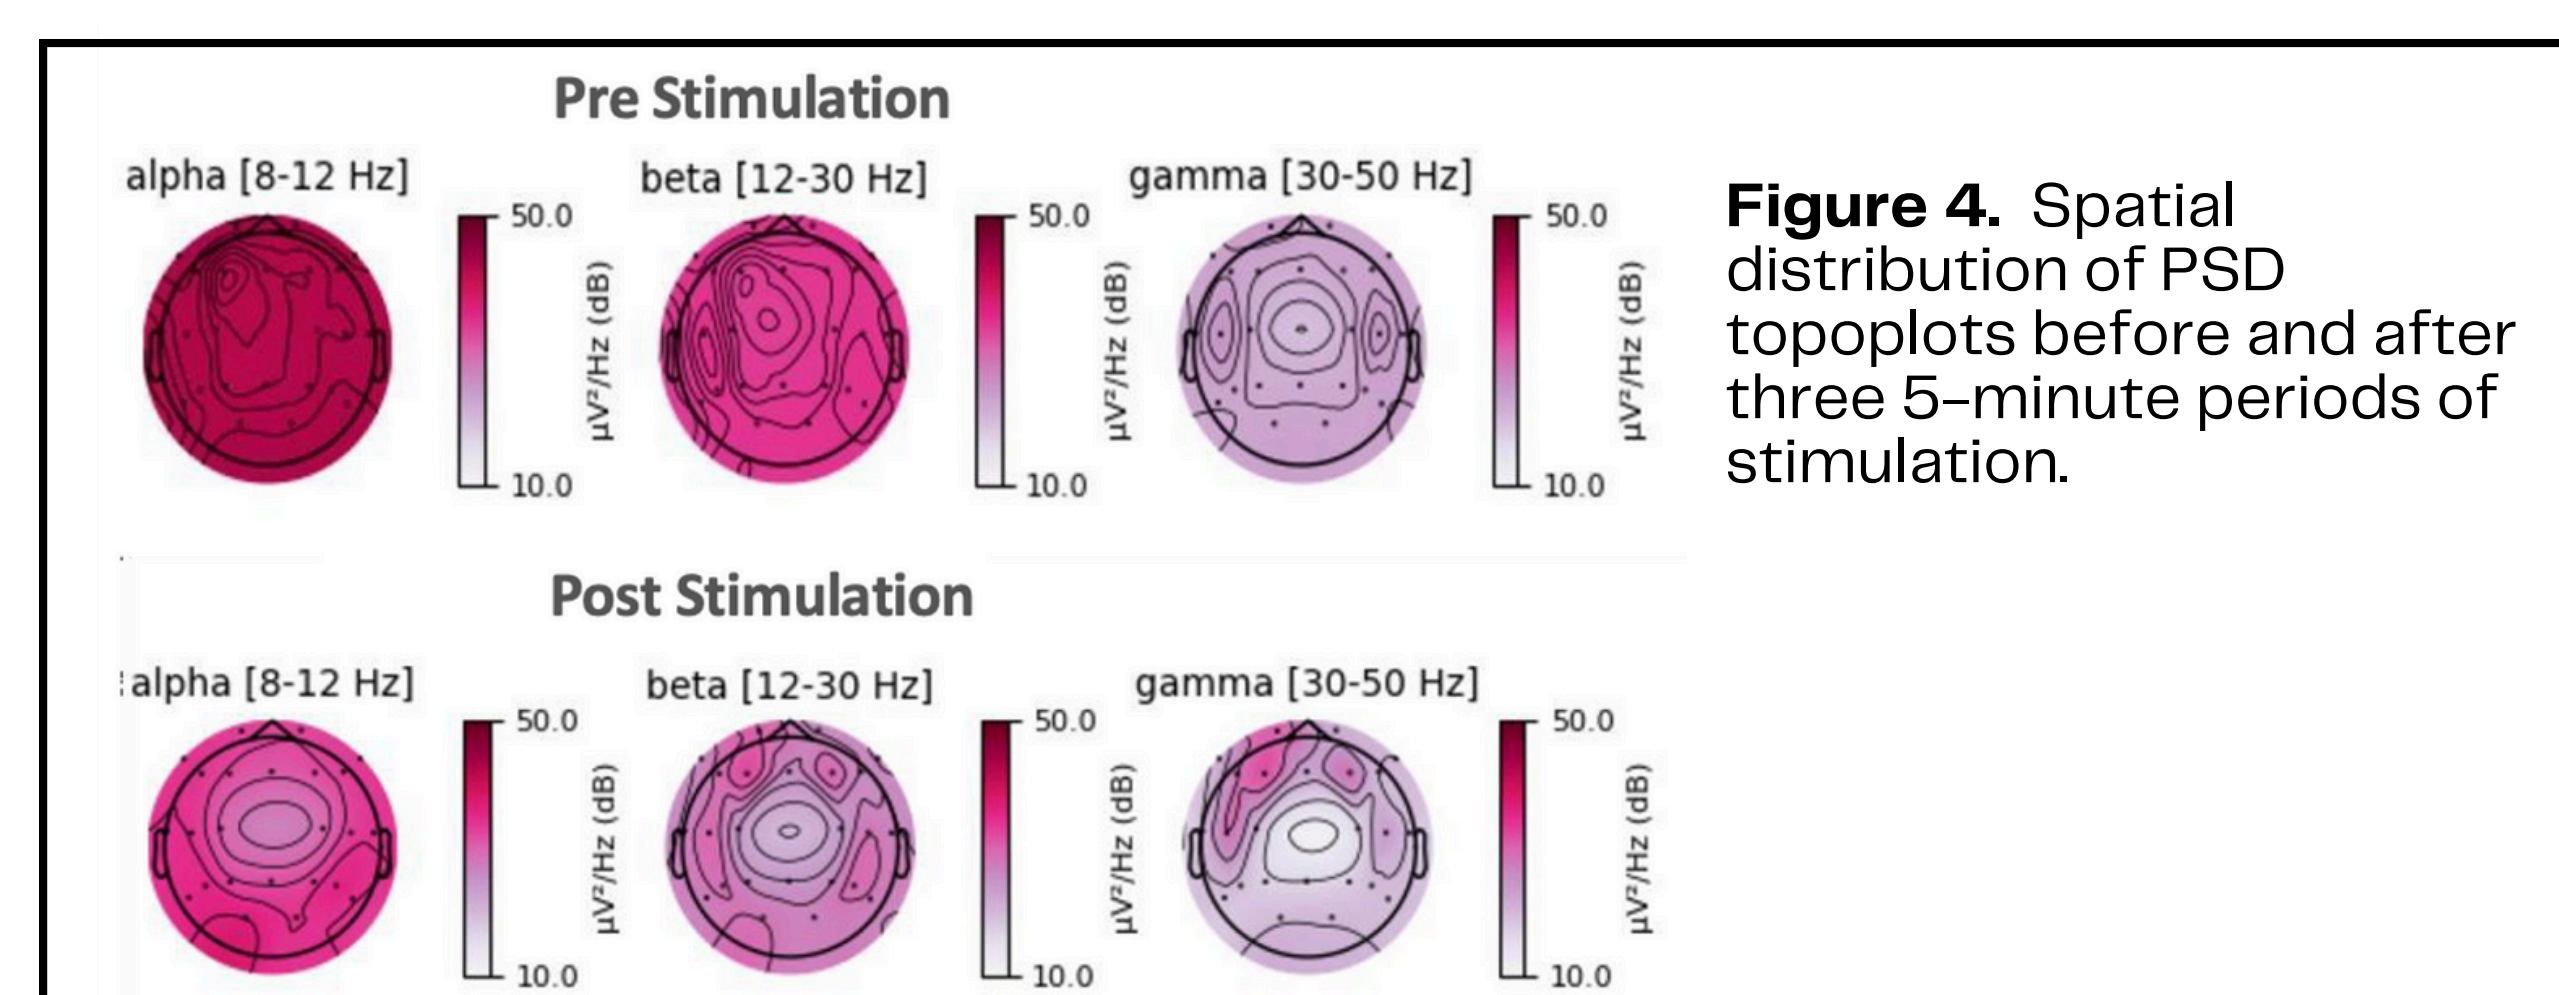 Pre Stimulation
alpha [8-12 Hz]
beta [12-30 Hz]
gamma [30-50 Hz]
50.0
μV²/Hz (dB)
10.0
50.0
μV²/Hz (dB)
10.0
50.0
μV²/Hz (dB)
10.0
Figure 4. Spatial
distribution of PSD
topoplots before and after
three 5-minute periods of
stimulation.
Post Stimulation
alpha [8-12 Hz]
beta [12-30 Hz]
gamma [30-50 Hz]
50.0
μV²/Hz (dB)
10.0
50.0
μV²/Hz (dB)
10.0
50.0
μV²/Hz (dB)
10.0